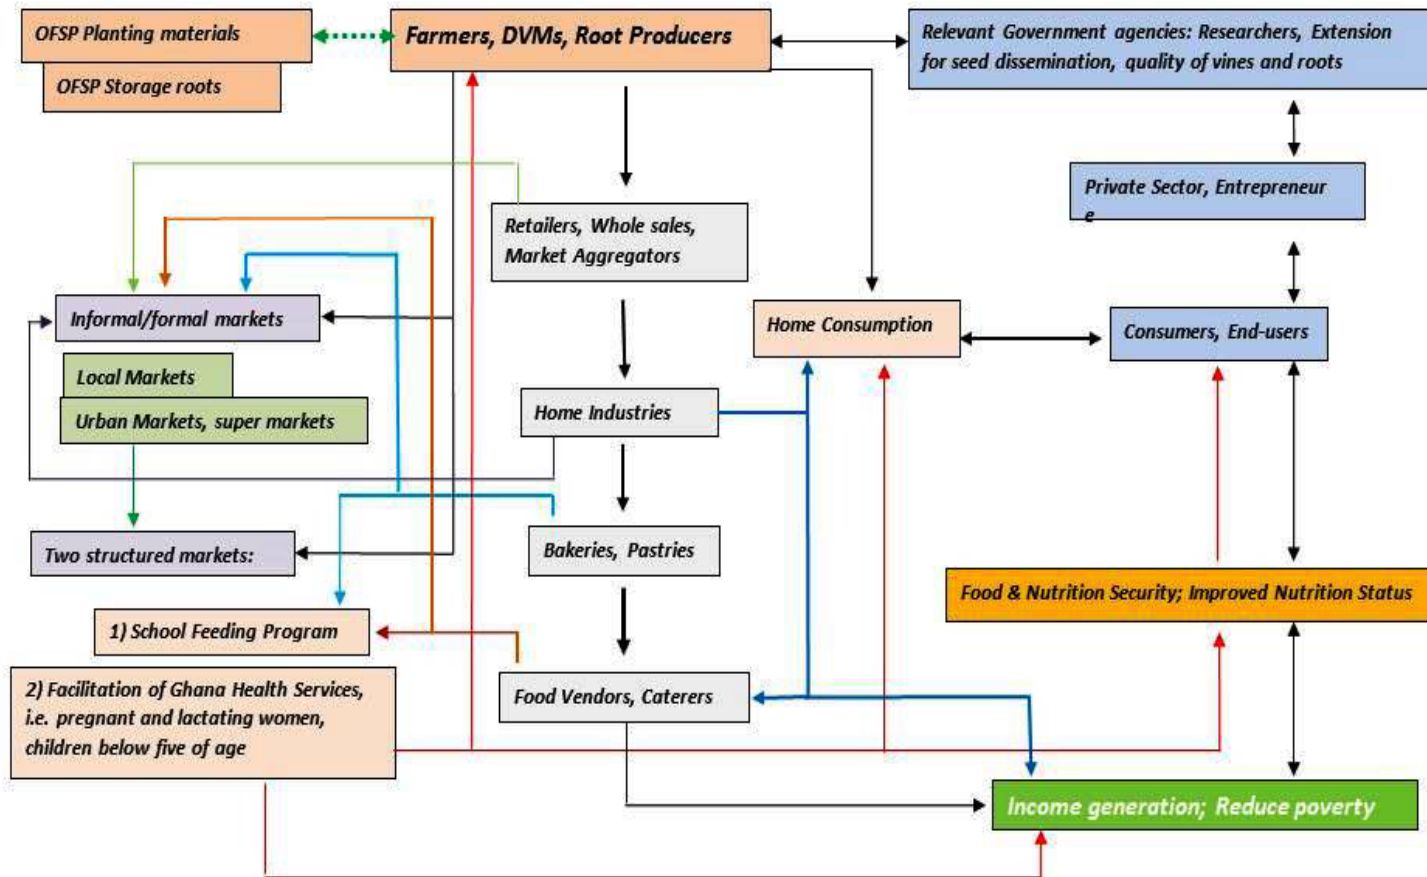 OFSP Planting materials
OFSP Storage roots
Farmers, DVMs, Root Producers
Relevant Government agencies: Researchers, Extension
for seed dissemination, quality of vines and roots
Private Sector, Entrepreneur
e
Retailers, Whole sales,
Market Aggregators
Informal/formal markets
Home Consumption
Consumers, End-users
Local Markets
Urban Markets, super markets
Home Industries
Two structured markets:
Bakeries, Pastries
Food & Nutrition Security; Improved Nutrition Status
1) School Feeding Program
2) Facilitation of Ghana Health Services,
i.e. pregnant and lactating women,
children below five of age
Food Vendors, Caterers
Income generation; Reduce poverty